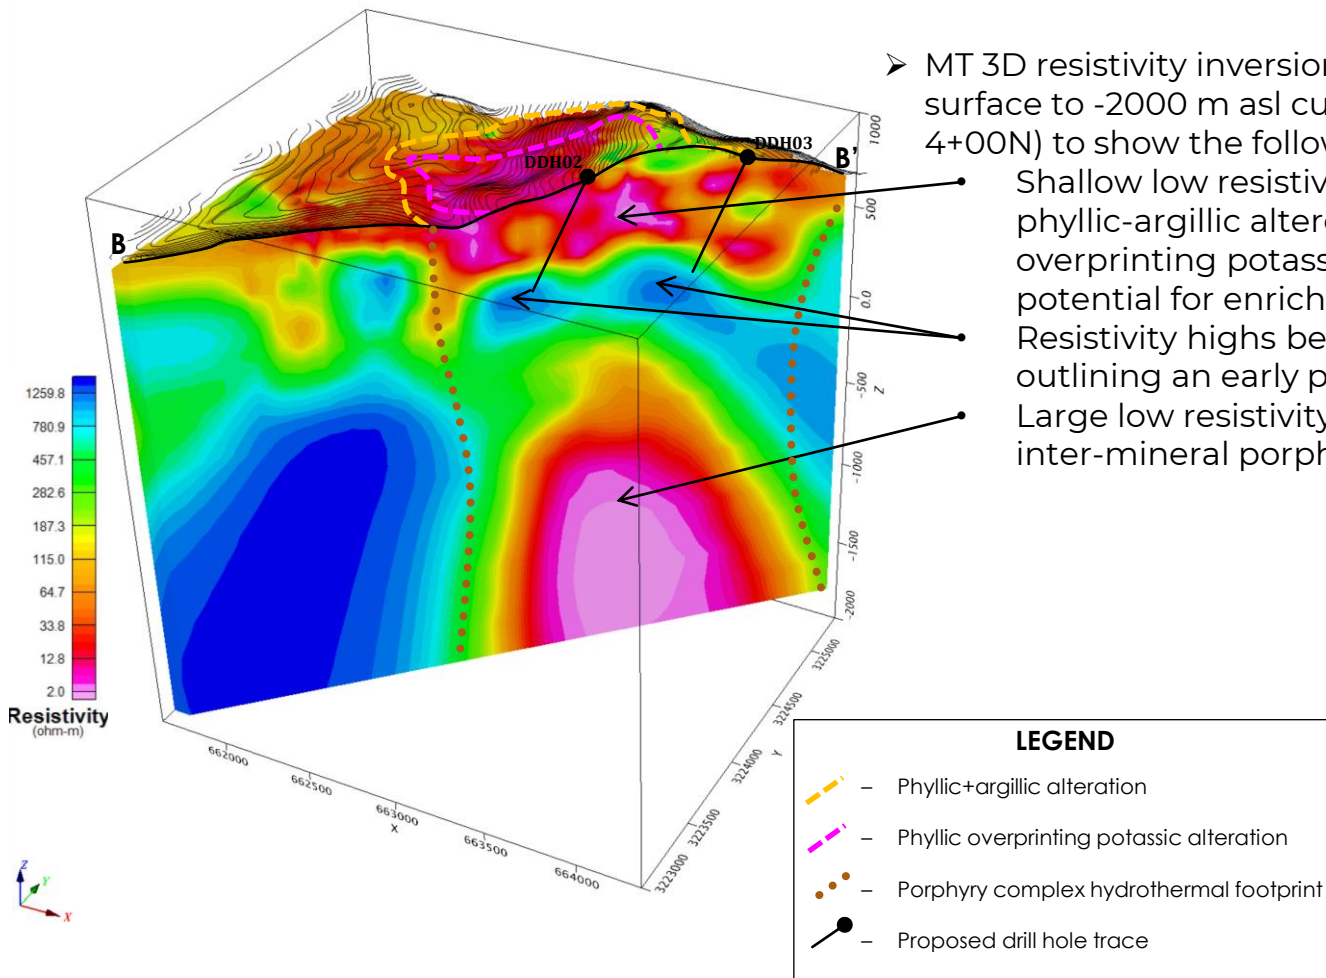 ➢ MT 3D resistivity inversion
surface to -2000 m asl cu
4+00N) to show the follow
Shallow low resistiv
phyllic-argillic alter
overprinting potass
potential for enrich
Resistivity highs be
outlining an early p
Large low resistivity
inter-mineral porph
DDH02
DDH03
B
B'
1000
500
0.0
-500
Z
-1000
-1500
-2000
1259.8
780.9
457.1
282.6
187.3
115.0
64.7
33.8
12.8
2.0
Resistivity
(ohm-m)
662000
662500
663000
X
663500
664000
3225000
3224500
3224000
Y
3223500
3223000
Z
Y
X
LEGEND
– Phyllic+argillic alteration
– Phyllic overprinting potassic alteration
– Porphyry complex hydrothermal footprint
– Proposed drill hole trace